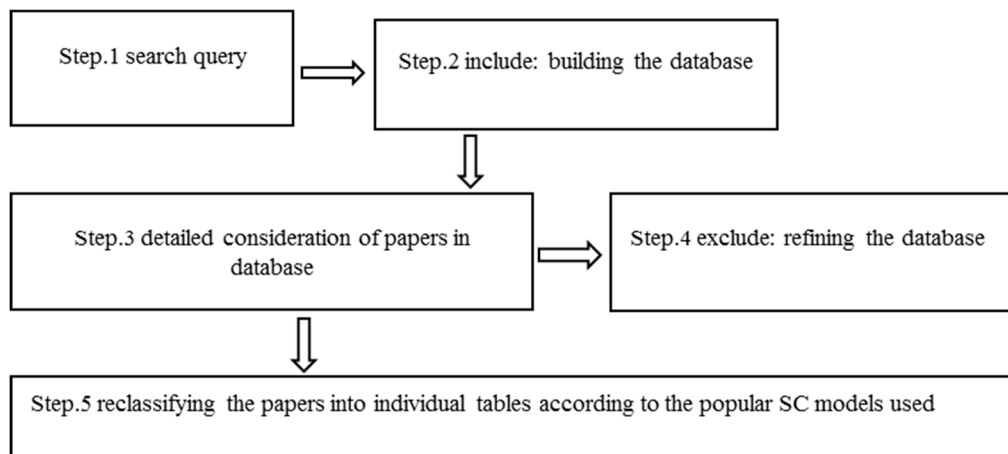 Step.1 search query
Step.2 include: building the database
Step.3 detailed consideration of papers in
database
Step.4 exclude: refining the database
Step.5 reclassifying the papers into individual tables according to the popular SC models used